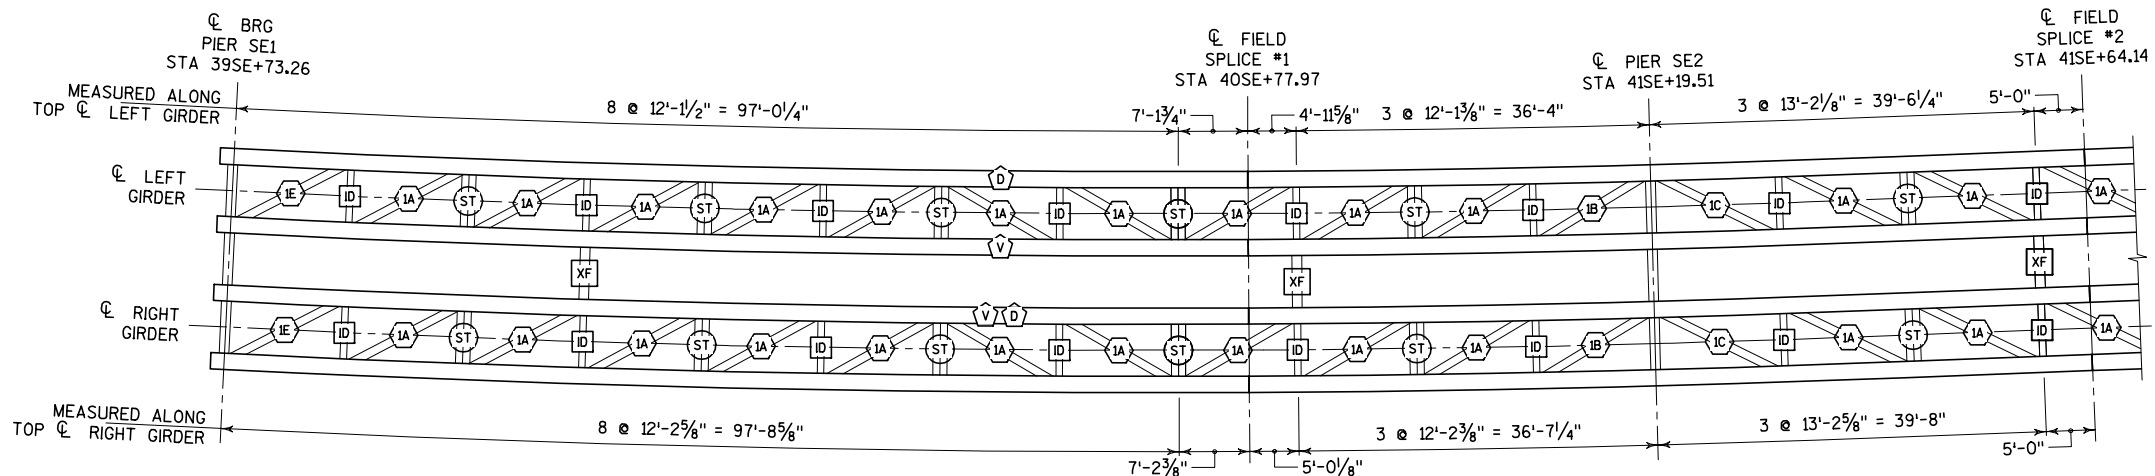 ℄ BRG
PIER SE1
STA 39SE+73.26
℄ FIELD
SPLICE #1
STA 40SE+77.97
℄ PIER SE2
STA 41SE+19.51
℄ FIELD
SPLICE #2
STA 41SE+64.14
MEASURED ALONG
TOP ℄ LEFT GIRDER
8 @ 12'-1½" = 97'-0¼"
7'-1¾"
4'-11⅝"
3 @ 12'-1⅜" = 36'-4"
3 @ 13'-2⅛" = 39'-6¼"
5'-0"
D
℄ LEFT
GIRDER
1E ID 1A ST 1A ID 1A ST 1A ID 1A ST 1A ID 1A ST 1A ID 1A ST 1A ID 1B 1C ID 1A ST 1A ID 1A
V
XF XF XF
℄ RIGHT
GIRDER
V D
1E ID 1A ST 1A ID 1A ST 1A ID 1A ST 1A ID 1A ST 1A ID 1A ST 1A ID 1B 1C ID 1A ST 1A ID 1A
MEASURED ALONG
TOP ℄ RIGHT GIRDER
8 @ 12'-2⅝" = 97'-8⅝"
7'-2⅜"
5'-0⅛"
3 @ 12'-2⅜" = 36'-7¼"
3 @ 13'-2⅝" = 39'-8"
5'-0"